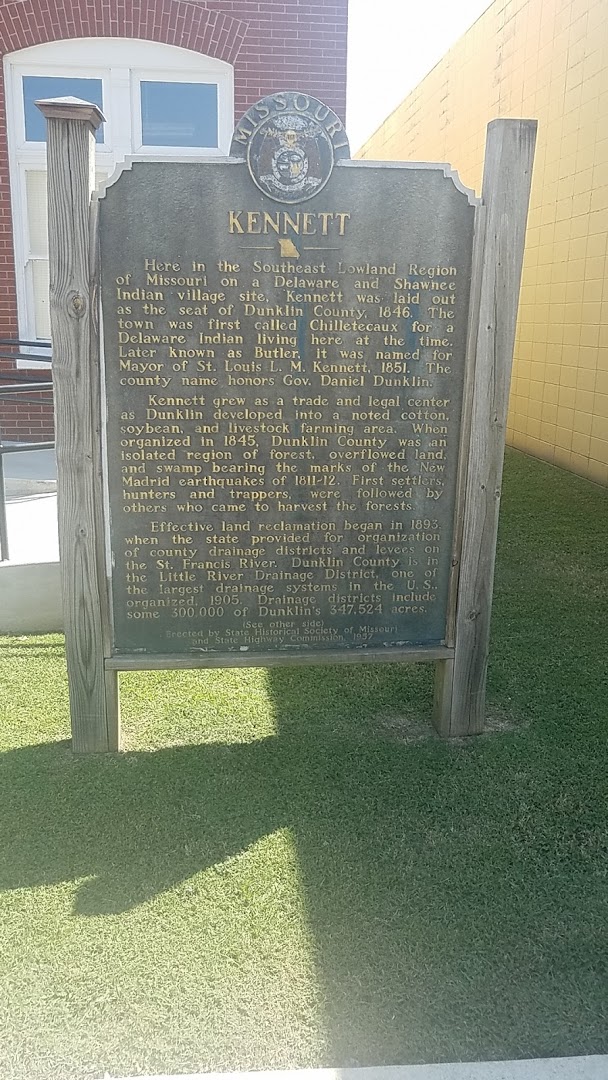 MISSOURI
KENNETT
Here in the Southeast Lowland Region
of Missouri on a Delaware and Shawnee
Indian village site, Kennett was laid out
as the seat of Dunklin County, 1846. The
town was first called Chilletecaux for a
Delaware Indian living here at the time.
Later known as Butler, it was named for
Mayor of St. Louis L. M. Kennett, 1851. The
county name honors Gov. Daniel Dunklin.
Kennett grew as a trade and legal center
as Dunklin developed into a noted cotton,
soybean, and livestock farming area. When
organized in 1845, Dunklin County was an
isolated region of forest, overflowed land,
and swamp bearing the marks of the New
Madrid earthquakes of 1811-12. First settlers,
hunters and trappers, were followed by
others who came to harvest the forests.
Effective land reclamation began in 1893
when the state provided for organization
of county drainage districts and levees on
the St. Francis River. Dunklin County is in
the Little River Drainage District, one of
the largest drainage systems in the U.S.,
organized, 1905. Drainage districts include
some 300,000 of Dunklin's 347,524 acres.
(See other side)
Erected by State Historical Society of Missouri
and State Highway Commission, 1957